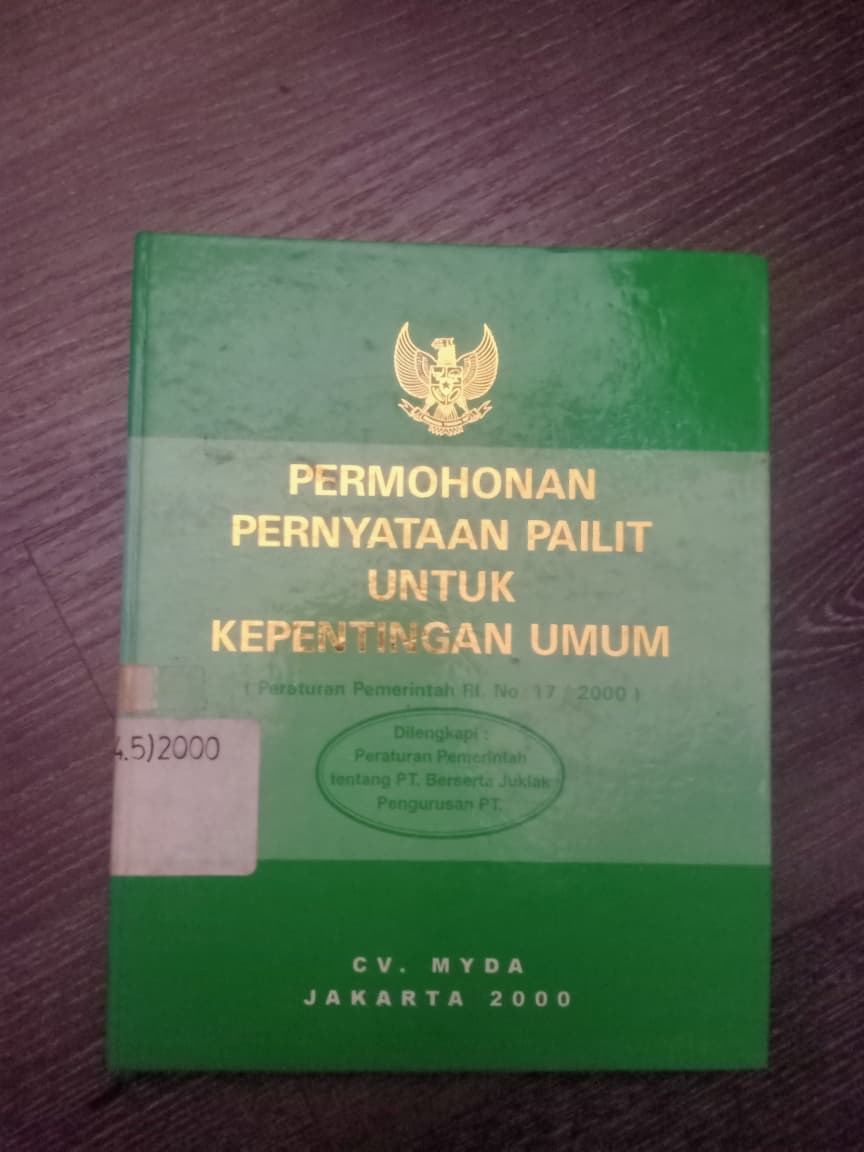 PERMOHONAN
PERNYATAAN PAILIT
UNTUK
KEPENTINGAN UMUM
( Peraturan Pemerintah RI. No. 17 / 2000 )
Dilengkapi :
Peraturan Pemerintah
tentang PT. Berserta Juklak
Pengurusan PT.
4.5)2000
CV. MYDA
JAKARTA 2000